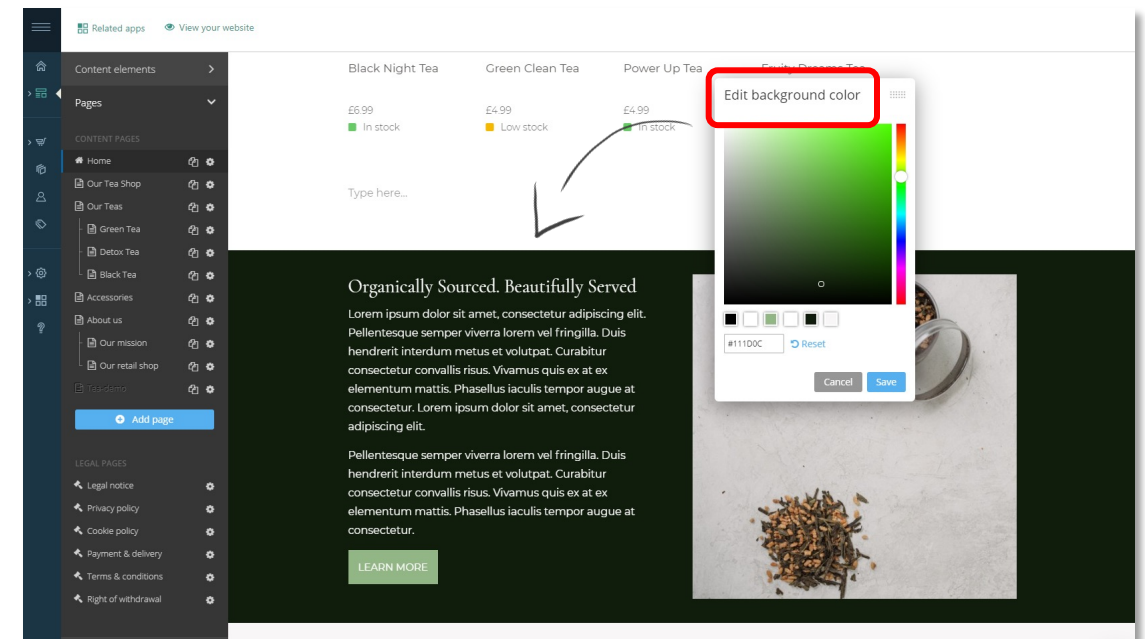 Related apps
View your website
Content elements
Pages
CONTENT PAGES
Home
Our Tea Shop
Our Teas
Green Tea
Detox Tea
Black Tea
Accessories
About us
Our mission
Our retail shop
Tea-demo
Add page
LEGAL PAGES
Legal notice
Privacy policy
Cookie policy
Payment & delivery
Terms & conditions
Right of withdrawal
Black Night Tea
£6.99
In stock
Green Clean Tea
£4.99
Low stock
Power Up Tea
£4.99
In stock
Fruity Dreams Tea
Type here...
Edit background color
#111D0C
Reset
Cancel
Save
Organically Sourced. Beautifully Served
Lorem ipsum dolor sit amet, consectetur adipiscing elit.
Pellentesque semper viverra lorem vel fringilla. Duis
hendrerit interdum metus et volutpat. Curabitur
consectetur convallis risus. Vivamus quis ex at ex
elementum mattis. Phasellus iaculis tempor augue at
consectetur. Lorem ipsum dolor sit amet, consectetur
adipiscing elit.
Pellentesque semper viverra lorem vel fringilla. Duis
hendrerit interdum metus et volutpat. Curabitur
consectetur convallis risus. Vivamus quis ex at ex
elementum mattis. Phasellus iaculis tempor augue at
consectetur.
LEARN MORE